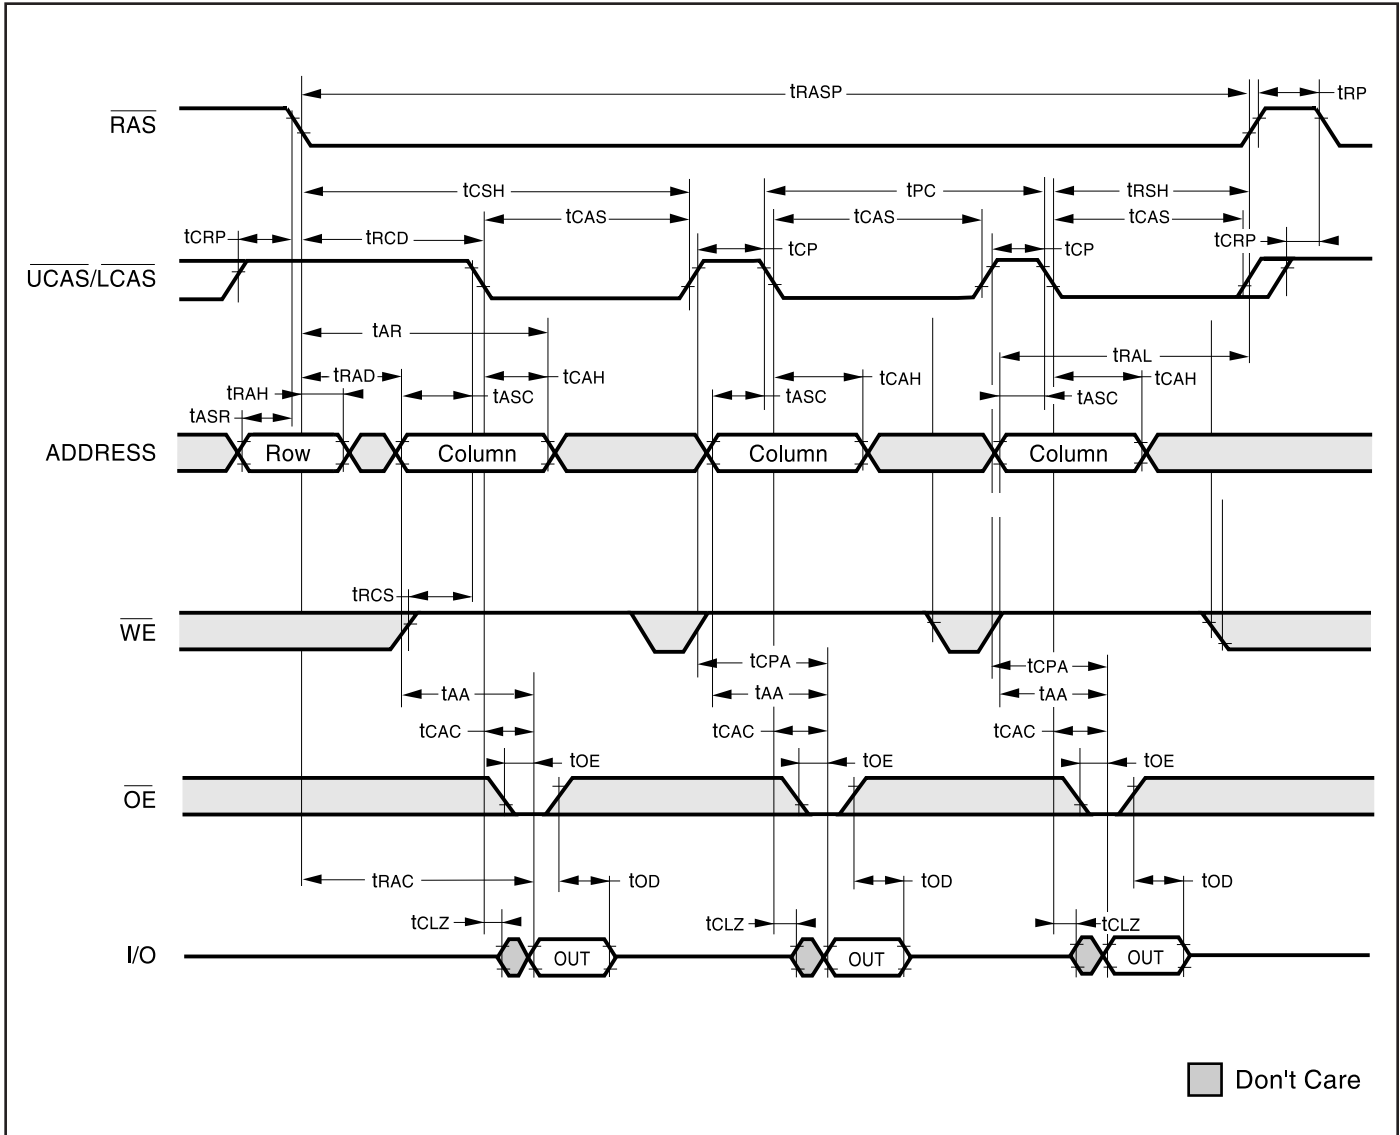 tRASP
tRP
RAS
tCSH
tPC
tRSH
tCAS
tCAS
tCAS
tCRP
tRCD
tCP
tCP
tCRP
UCAS/LCAS
tAR
tRAL
tRAD
tCAH
tCAH
tCAH
tRAH
tASC
tASC
tASC
tASR
ADDRESS
Row
Column
Column
Column
tRCS
WE
tCPA
tCPA
tAA
tAA
tAA
tCAC
tCAC
tCAC
tOE
tOE
tOE
OE
tRAC
tOD
tOD
tOD
tCLZ
tCLZ
tCLZ
I/O
OUT
OUT
OUT
Don't Care